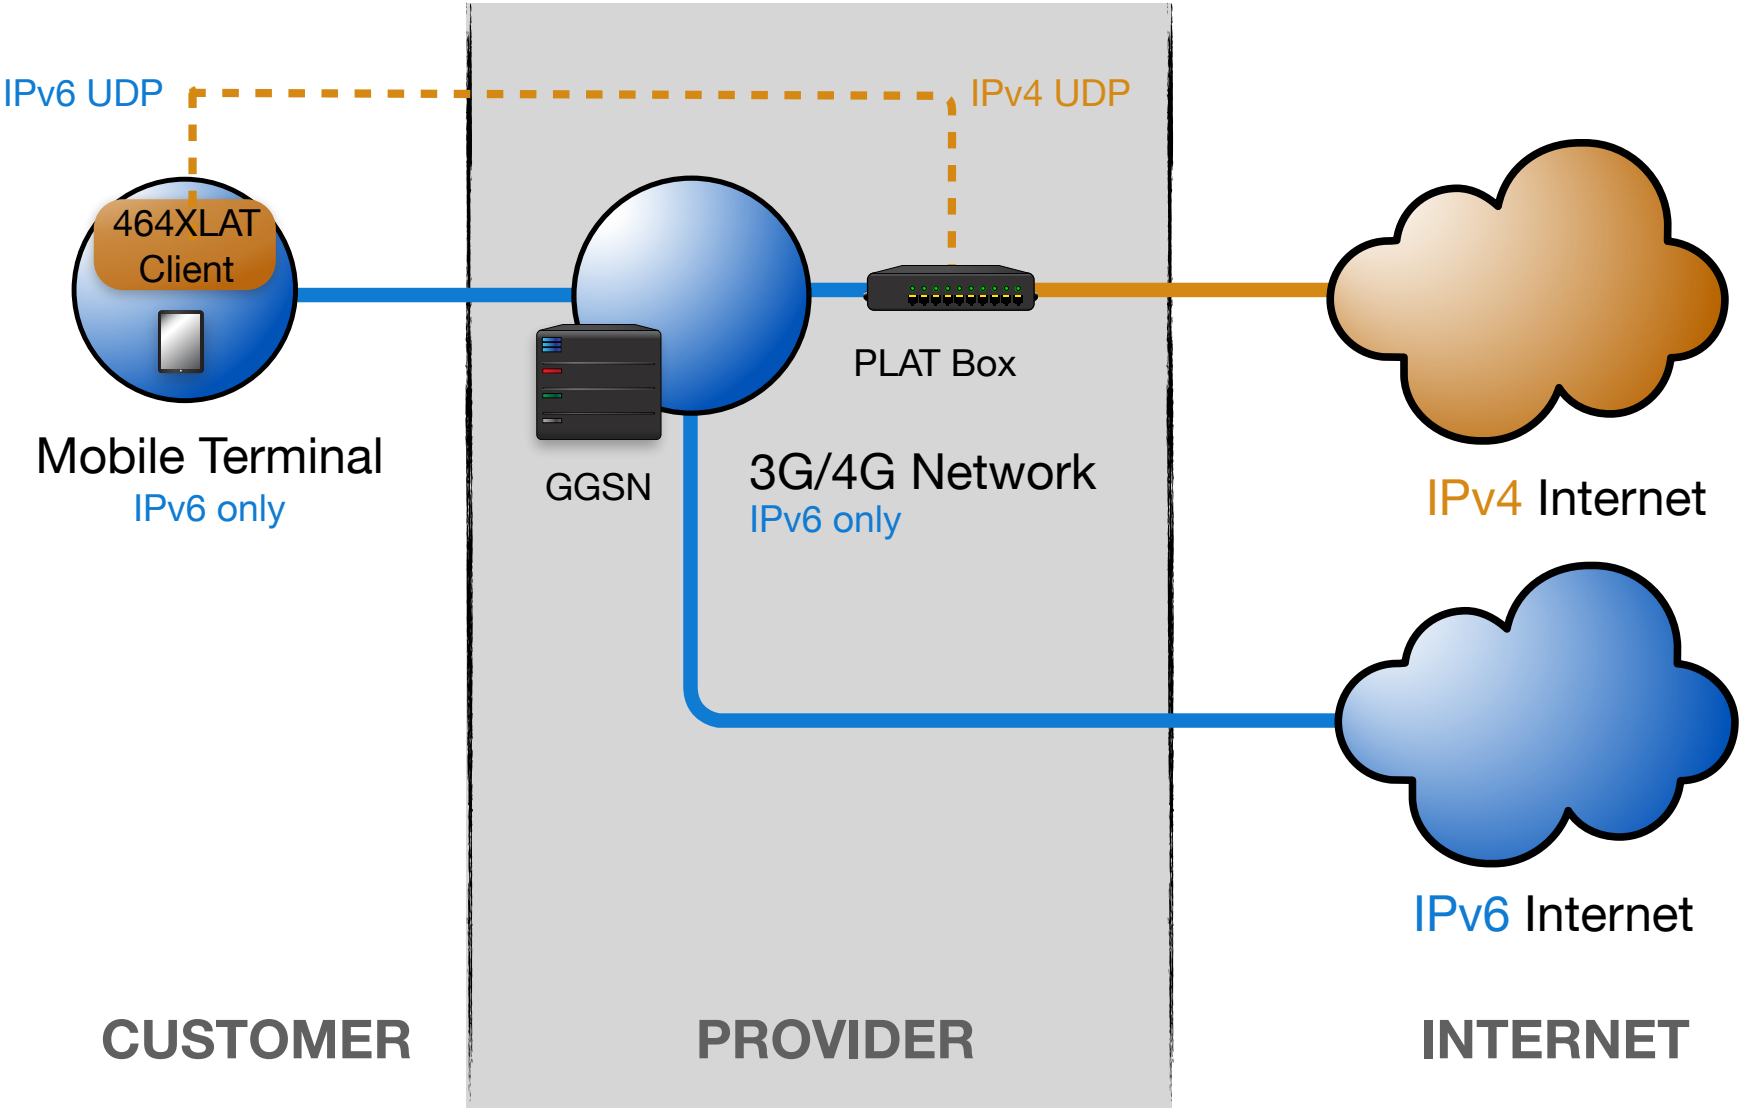 IPv6 UDP
IPv4 UDP
464XLAT
Client
PLAT Box
Mobile Terminal
IPv6 only
GGSN
3G/4G Network
IPv6 only
IPv4 Internet
IPv6 Internet
CUSTOMER
PROVIDER
INTERNET